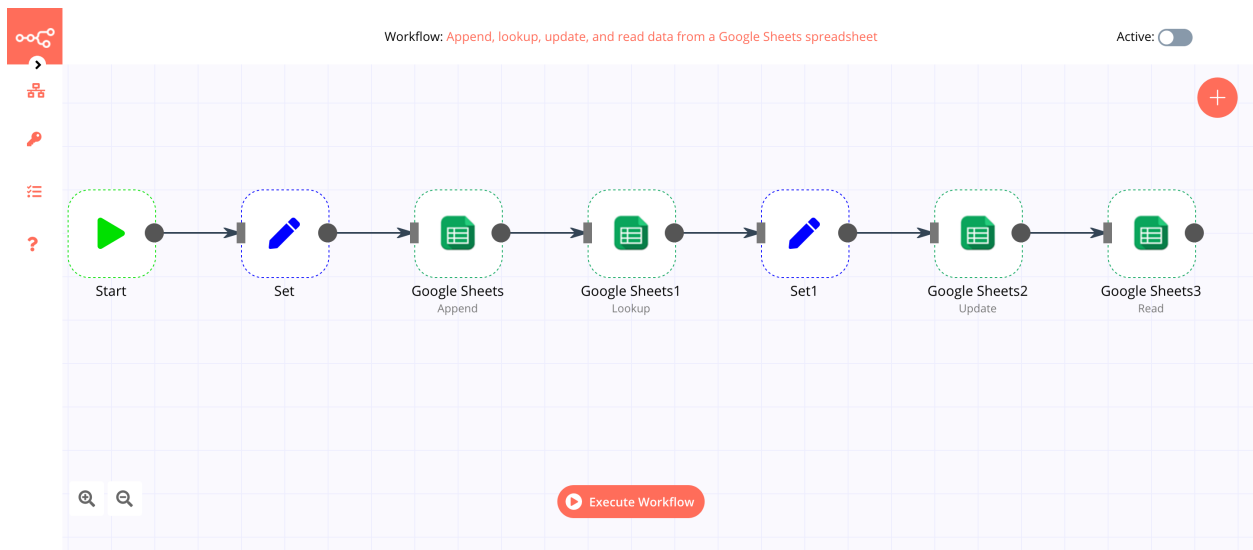 Workflow: Append, lookup, update, and read data from a Google Sheets spreadsheet
Active:
Start
Set
Google Sheets
Append
Google Sheets1
Lookup
Set1
Google Sheets2
Update
Google Sheets3
Read
Execute Workflow